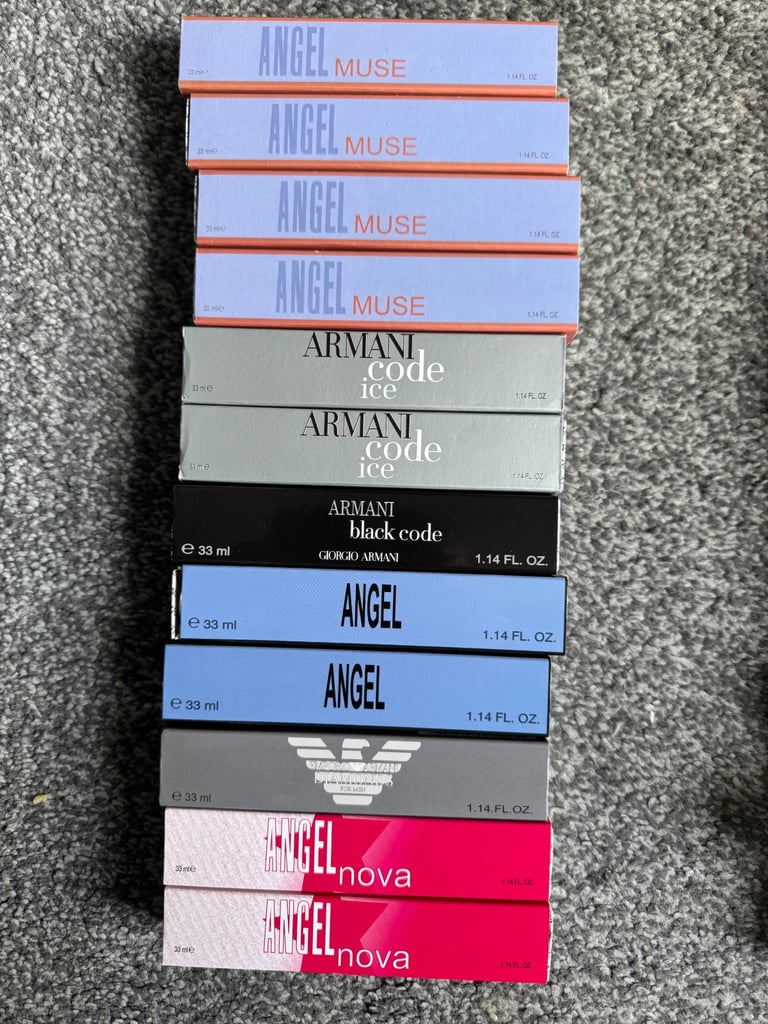 ANGEL MUSE
33 ml e 1.14 FL. OZ.
ANGEL MUSE
33 ml e 1.14 FL. OZ.
ANGEL MUSE
33 ml e 1.14 FL. OZ.
ANGEL MUSE
33 ml e 1.14 FL. OZ.
ARMANI
code
ice
33 ml e 1.14 FL. OZ.
ARMANI
code
ice
33 ml e 1.14 FL. OZ.
ARMANI
black code
GIORGIO ARMANI
e 33 ml 1.14 FL. OZ.
ANGEL
e 33 ml 1.14 FL. OZ.
ANGEL
e 33 ml 1.14 FL. OZ.
EMPORIO ARMANI
DIAMONDS
FOR MEN
e 33 ml 1.14.FL.OZ.
ANGEL nova
33 ml e 1.14 FL. OZ.
ANGEL nova
33 ml e 1.14 FL. OZ.